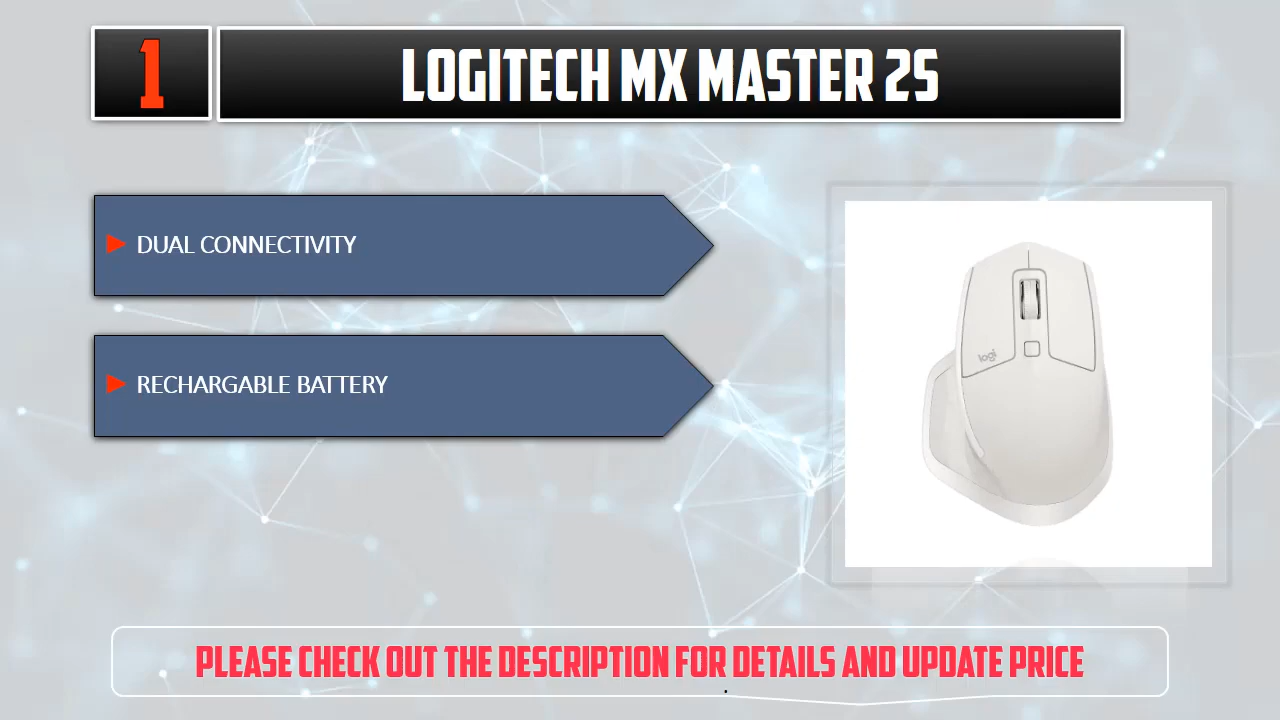 1
LOGITECH MX MASTER 2S
DUAL CONNECTIVITY
RECHARGABLE BATTERY
logi
PLEASE CHECK OUT THE DESCRIPTION FOR DETAILS AND UPDATE PRICE
.